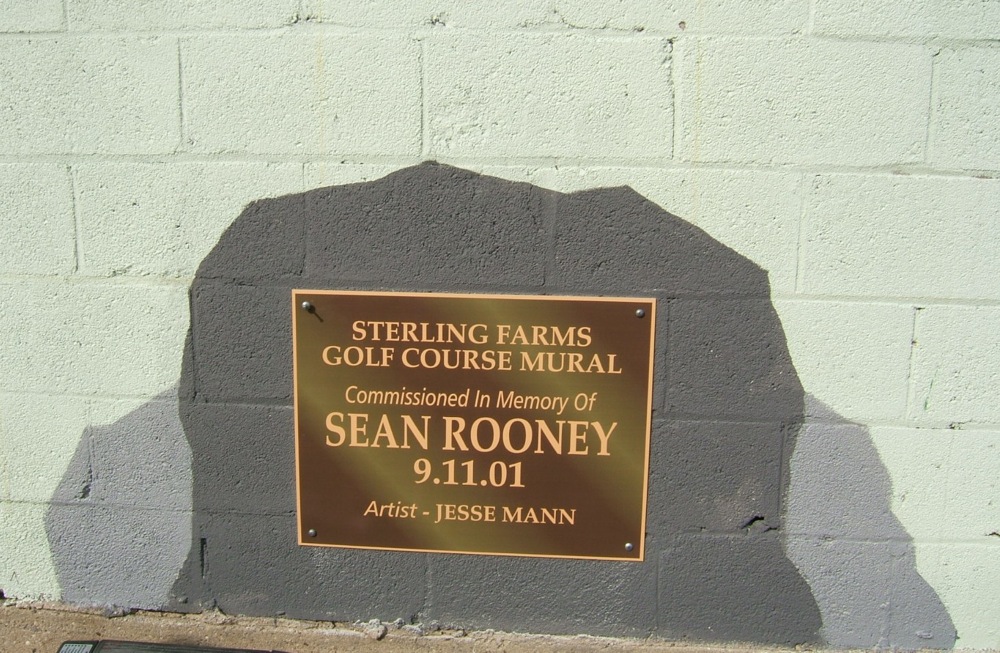 STERLING FARMS
GOLF COURSE MURAL
Commissioned In Memory Of
SEAN ROONEY
9.11.01
Artist - JESSE MANN